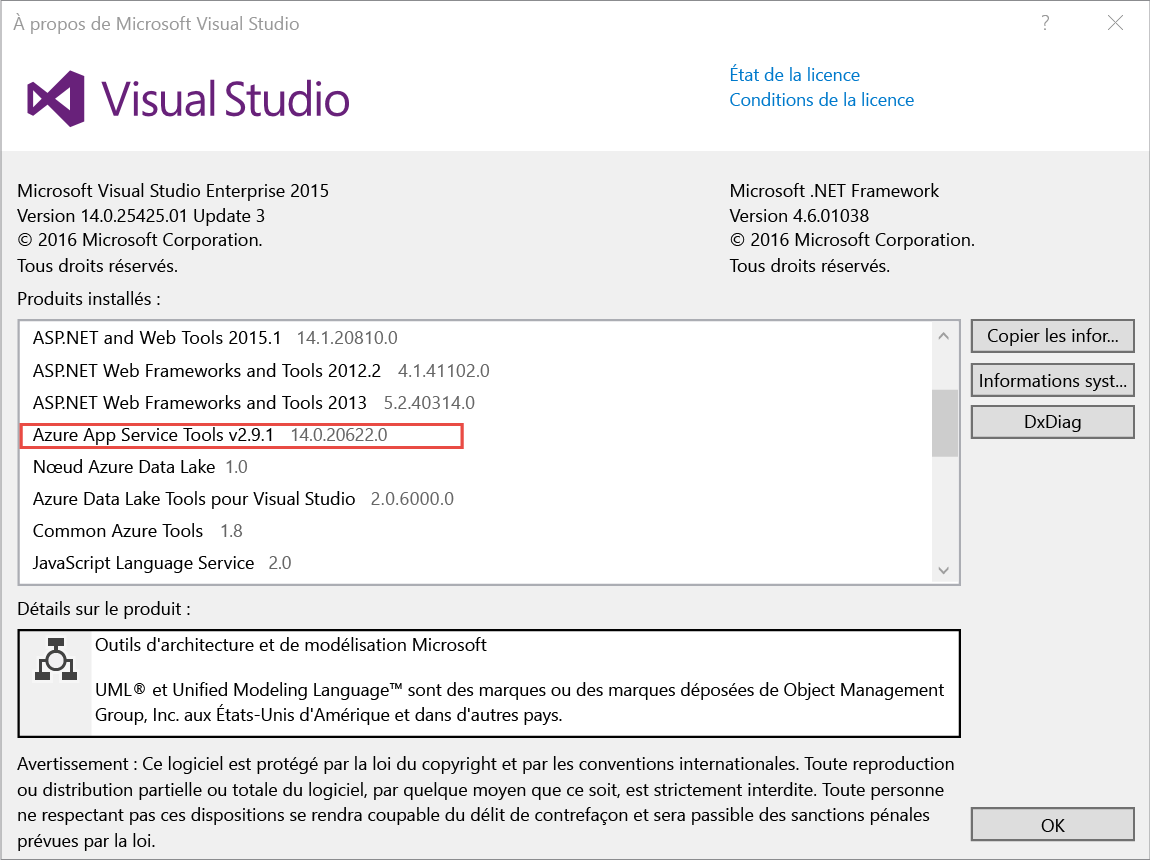 À propos de Microsoft Visual Studio
?
Visual Studio
État de la licence
Conditions de la licence
Microsoft Visual Studio Enterprise 2015
Version 14.0.25425.01 Update 3
© 2016 Microsoft Corporation.
Tous droits réservés.
Microsoft .NET Framework
Version 4.6.01038
© 2016 Microsoft Corporation.
Tous droits réservés.
Produits installés :
ASP.NET and Web Tools 2015.1 14.1.20810.0
ASP.NET Web Frameworks and Tools 2012.2 4.1.41102.0
ASP.NET Web Frameworks and Tools 2013 5.2.40314.0
Azure App Service Tools v2.9.1 14.0.20622.0
Nœud Azure Data Lake 1.0
Azure Data Lake Tools pour Visual Studio 2.0.6000.0
Common Azure Tools 1.8
JavaScript Language Service 2.0
Copier les infor...
Informations syst...
DxDiag
Détails sur le produit :
Outils d'architecture et de modélisation Microsoft
UML® et Unified Modeling Language™ sont des marques ou des marques déposées de Object Management
Group, Inc. aux États-Unis d'Amérique et dans d'autres pays.
Avertissement : Ce logiciel est protégé par la loi du copyright et par les conventions internationales. Toute reproduction
ou distribution partielle ou totale du logiciel, par quelque moyen que ce soit, est strictement interdite. Toute personne
ne respectant pas ces dispositions se rendra coupable du délit de contrefaçon et sera passible des sanctions pénales
prévues par la loi.
OK